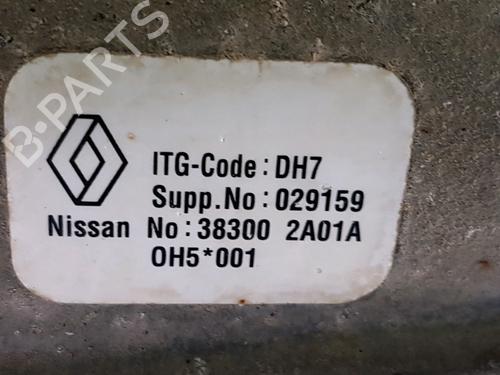 B-PARTS
ITG-Code: DH7
Supp.No: 029159
Nissan No: 38300 2A01A
OH5*001